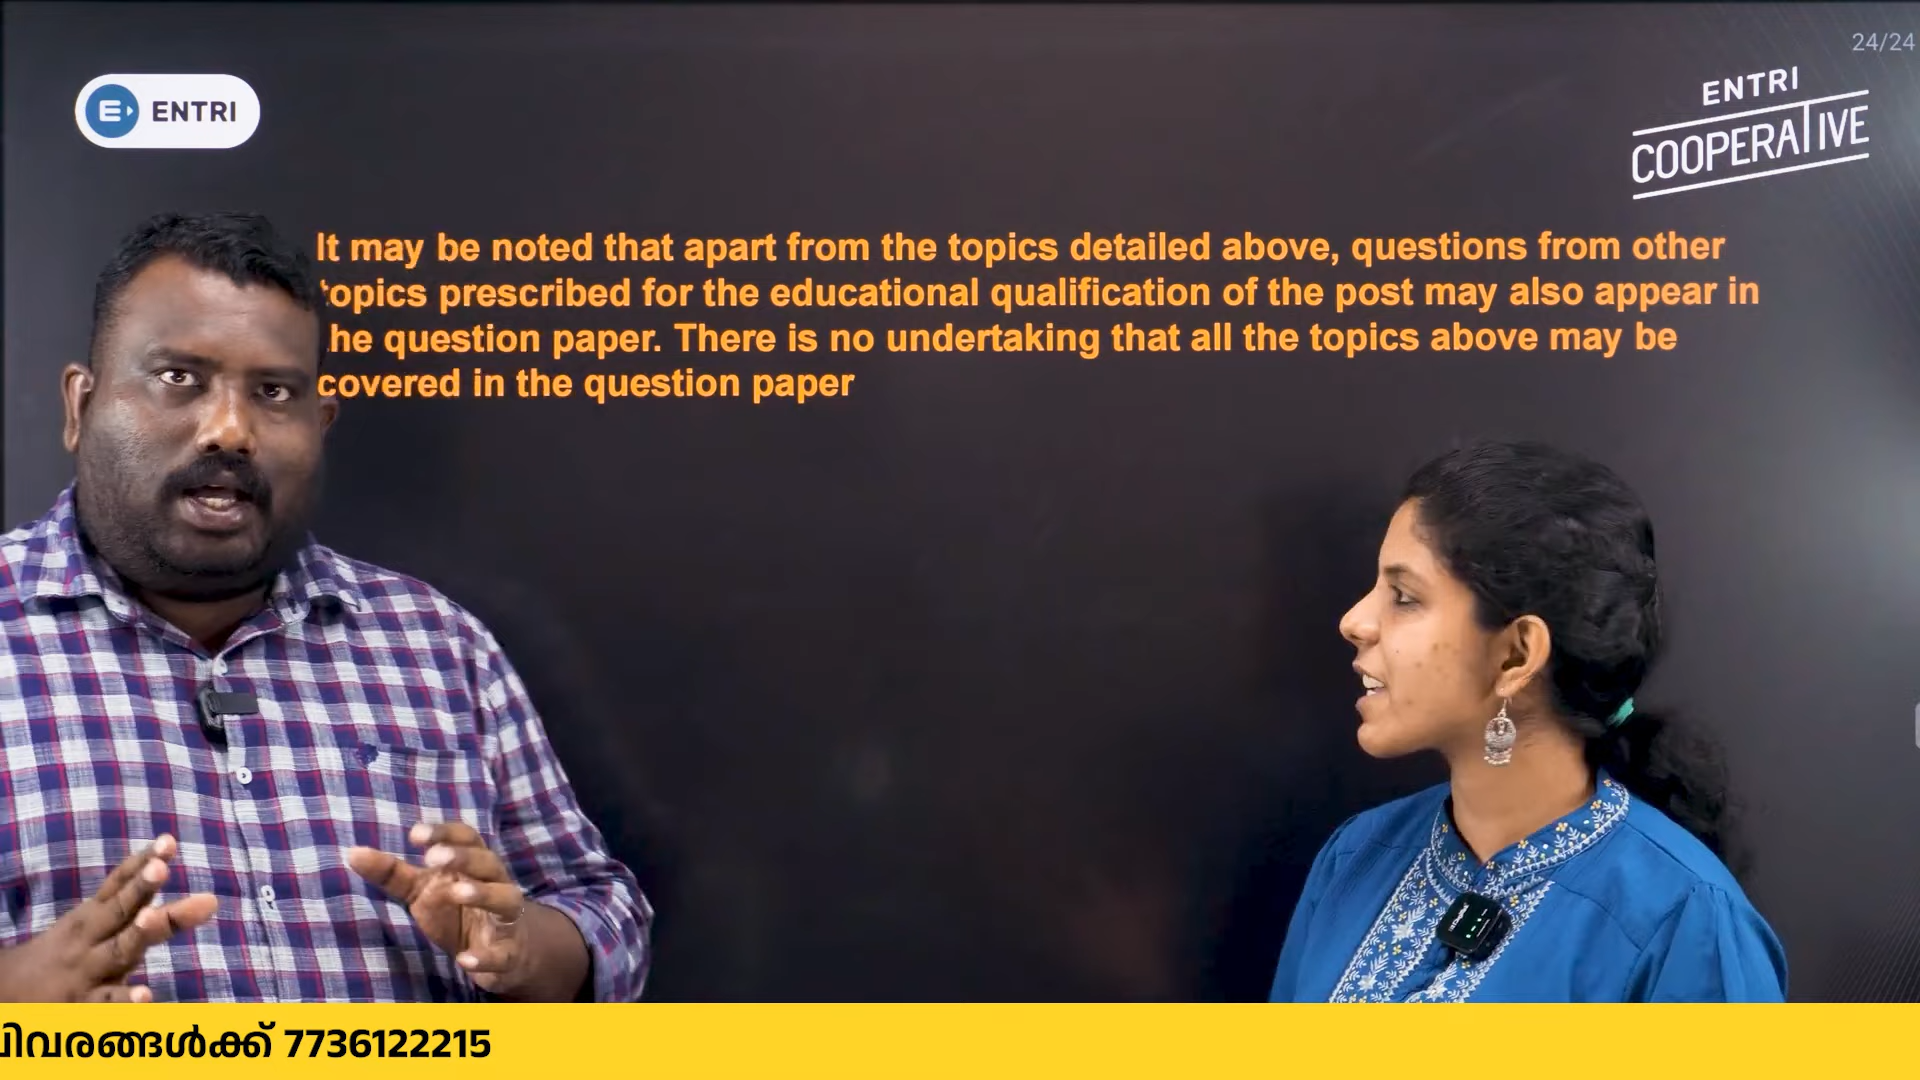 24/24
ENTRI
ENTRI
COOPERATIVE
It may be noted that apart from the topics detailed above, questions from other
topics prescribed for the educational qualification of the post may also appear in
the question paper. There is no undertaking that all the topics above may be
covered in the question paper
വിവരങ്ങൾക്ക് 7736122215